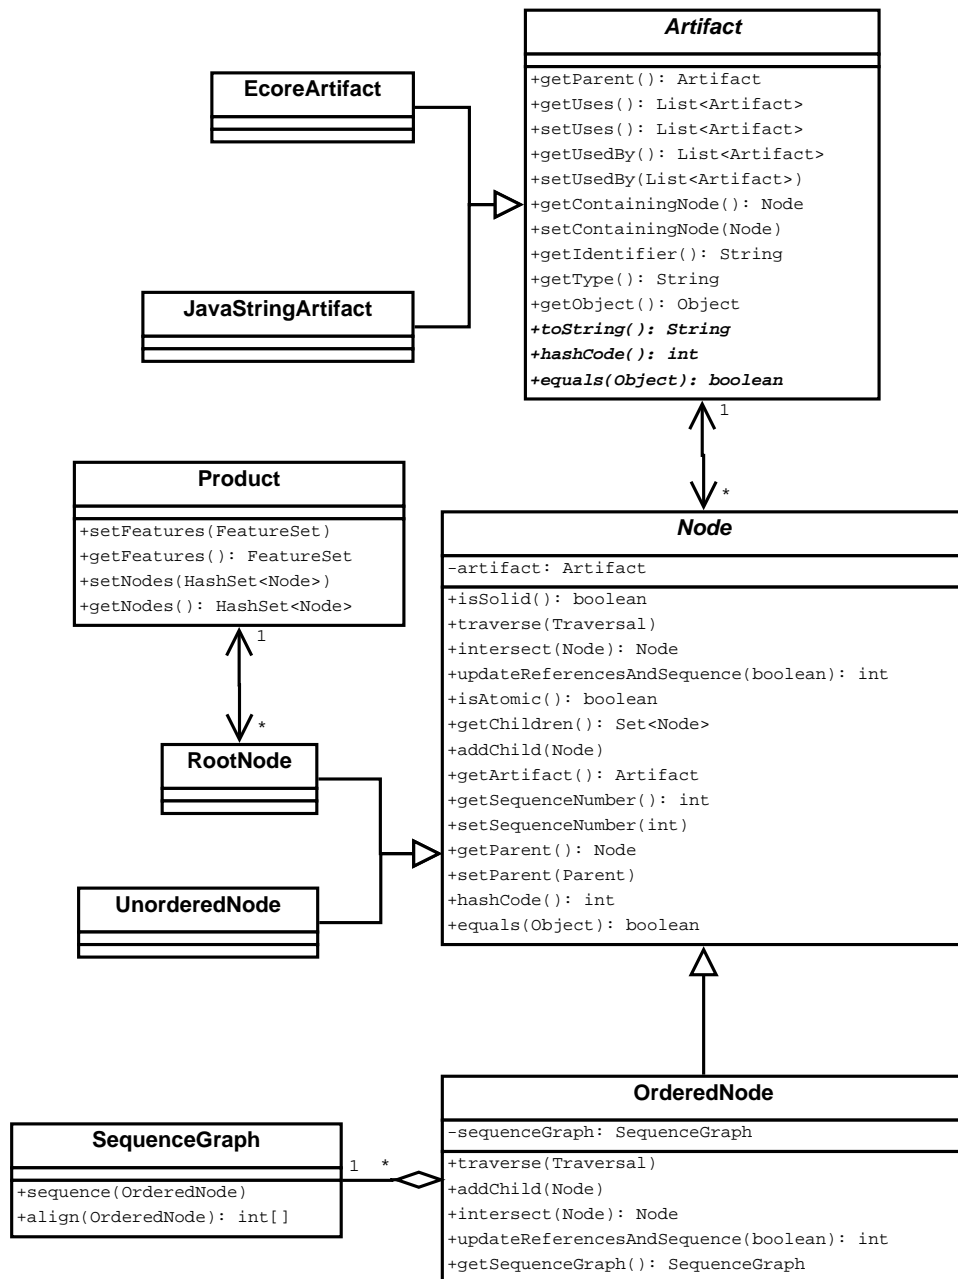 Artifact
+getParent(): Artifact
+getUses(): List<Artifact>
+setUses(): List<Artifact>
+getUsedBy(): List<Artifact>
+setUsedBy(List<Artifact>)
+getContainingNode(): Node
+setContainingNode(Node)
+getIdentifier(): String
+getType(): String
+getObject(): Object
+toString(): String
+hashCode(): int
+equals(Object): boolean
EcoreArtifact
JavaStringArtifact
1
*
Product
+setFeatures(FeatureSet)
+getFeatures(): FeatureSet
+setNodes(HashSet<Node>)
+getNodes(): HashSet<Node>
1
*
RootNode
UnorderedNode
Node
-artifact: Artifact
+isSolid(): boolean
+traverse(Traversal)
+intersect(Node): Node
+updateReferencesAndSequence(boolean): int
+isAtomic(): boolean
+getChildren(): Set<Node>
+addChild(Node)
+getArtifact(): Artifact
+getSequenceNumber(): int
+setSequenceNumber(int)
+getParent(): Node
+setParent(Parent)
+hashCode(): int
+equals(Object): boolean
SequenceGraph
+sequence(OrderedNode)
+align(OrderedNode): int[]
1 *
OrderedNode
-sequenceGraph: SequenceGraph
+traverse(Traversal)
+addChild(Node)
+intersect(Node): Node
+updateReferencesAndSequence(boolean): int
+getSequenceGraph(): SequenceGraph